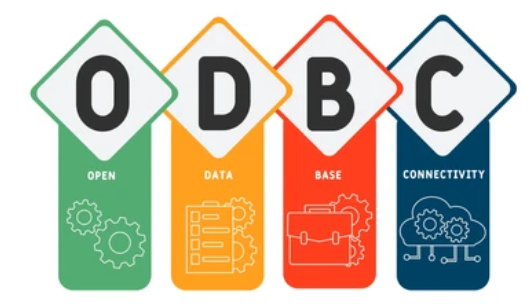 O D B C
OPEN DATA BASE CONNECTIVITY